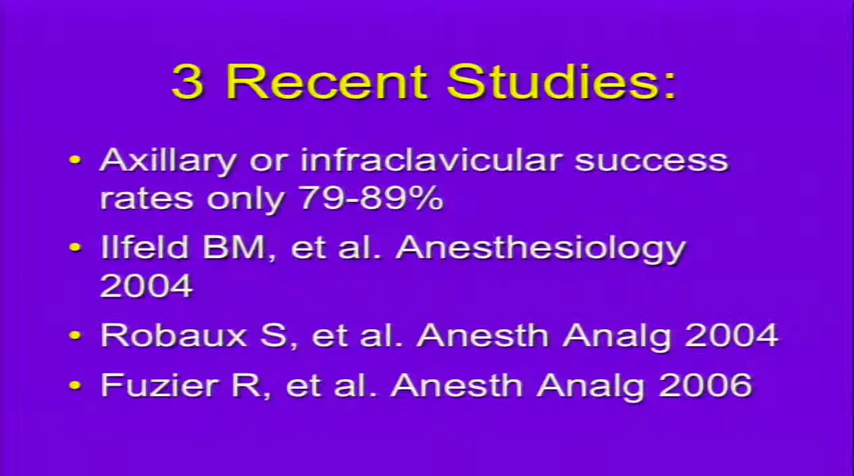 3 Recent Studies:
• Axillary or infraclavicular success
rates only 79-89%
• Ilfeld BM, et al. Anesthesiology
2004
• Robaux S, et al. Anesth Analg 2004
• Fuzier R, et al. Anesth Analg 2006